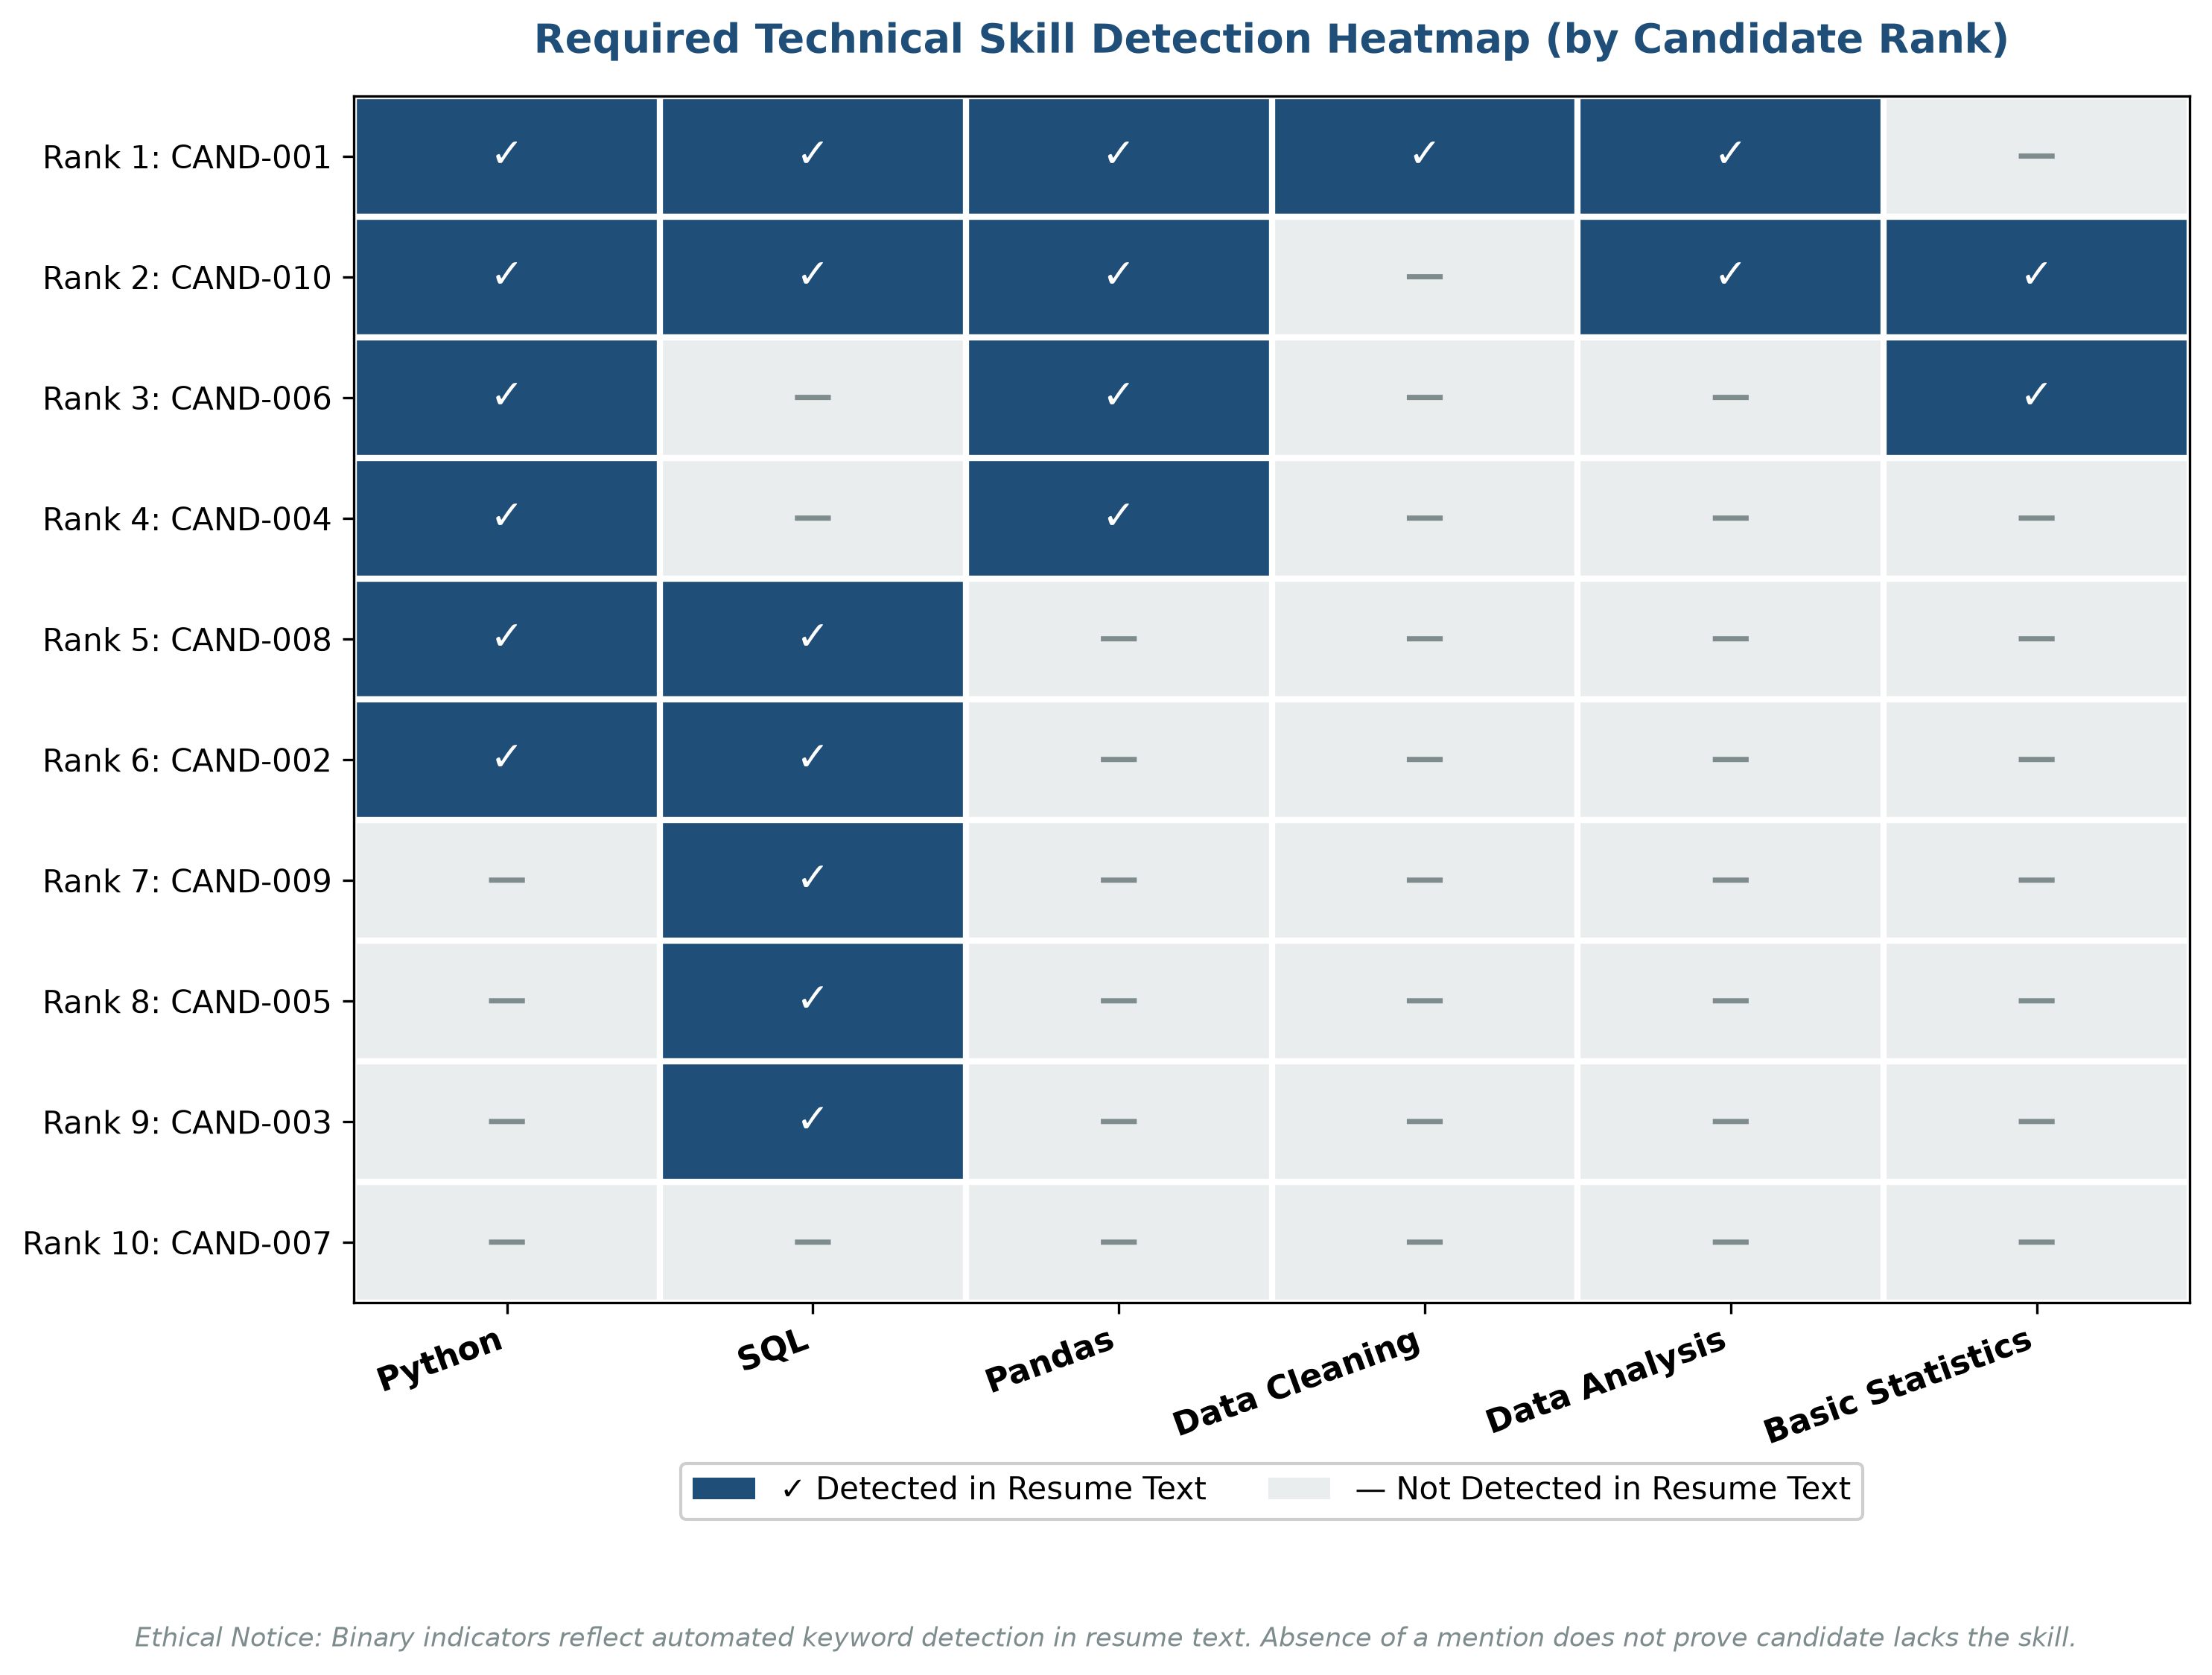 Required Technical Skill Detection Heatmap (by Candidate Rank)
Rank 1: CAND-001 ✓ ✓ ✓ ✓ ✓ —
Rank 2: CAND-010 ✓ ✓ ✓ — ✓ ✓
Rank 3: CAND-006 ✓ — ✓ — — ✓
Rank 4: CAND-004 ✓ — ✓ — — —
Rank 5: CAND-008 ✓ ✓ — — — —
Rank 6: CAND-002 ✓ ✓ — — — —
Rank 7: CAND-009 — ✓ — — — —
Rank 8: CAND-005 — ✓ — — — —
Rank 9: CAND-003 — ✓ — — — —
Rank 10: CAND-007 — — — — — —
Python SQL Pandas Data Cleaning Data Analysis Basic Statistics
✓ Detected in Resume Text — Not Detected in Resume Text
Ethical Notice: Binary indicators reflect automated keyword detection in resume text. Absence of a mention does not prove candidate lacks the skill.